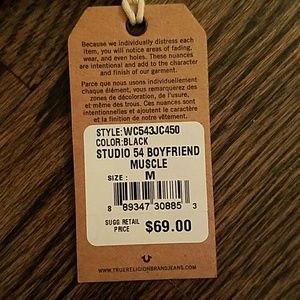 Because we individually distress each
item, you will notice areas of fading,
wear, and even holes. These nuances
are intentional and add to the character
and finish of our garment.
Parce que nous usons individuellement
chaque élément, vous remarquerez des
zones de décoloration, de l'usure,
et même des trous. Ces nuances sont
intentionnelles et ajoutent le caractère
et la finition de notre vêtement.
STYLE:WC543JC450
COLOR:BLACK
STUDIO 54 BOYFRIEND
MUSCLE
SIZE : M
8 89347 30885 3
SUGG RETAIL
PRICE $69.00
WWW.TRUERELIGIONBRANDJEANS.COM